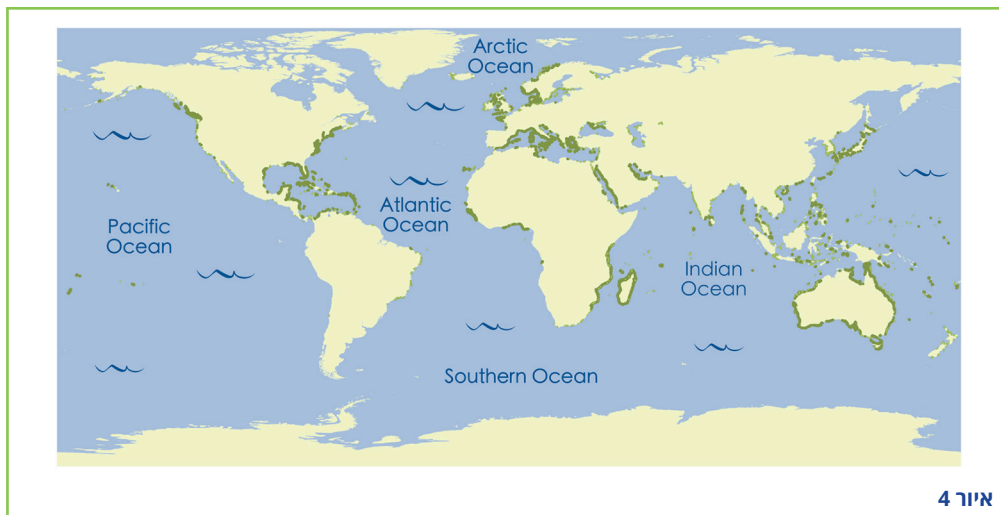 Arctic
Ocean
Atlantic
Ocean
Pacific
Ocean
Indian
Ocean
Southern Ocean
איור 4